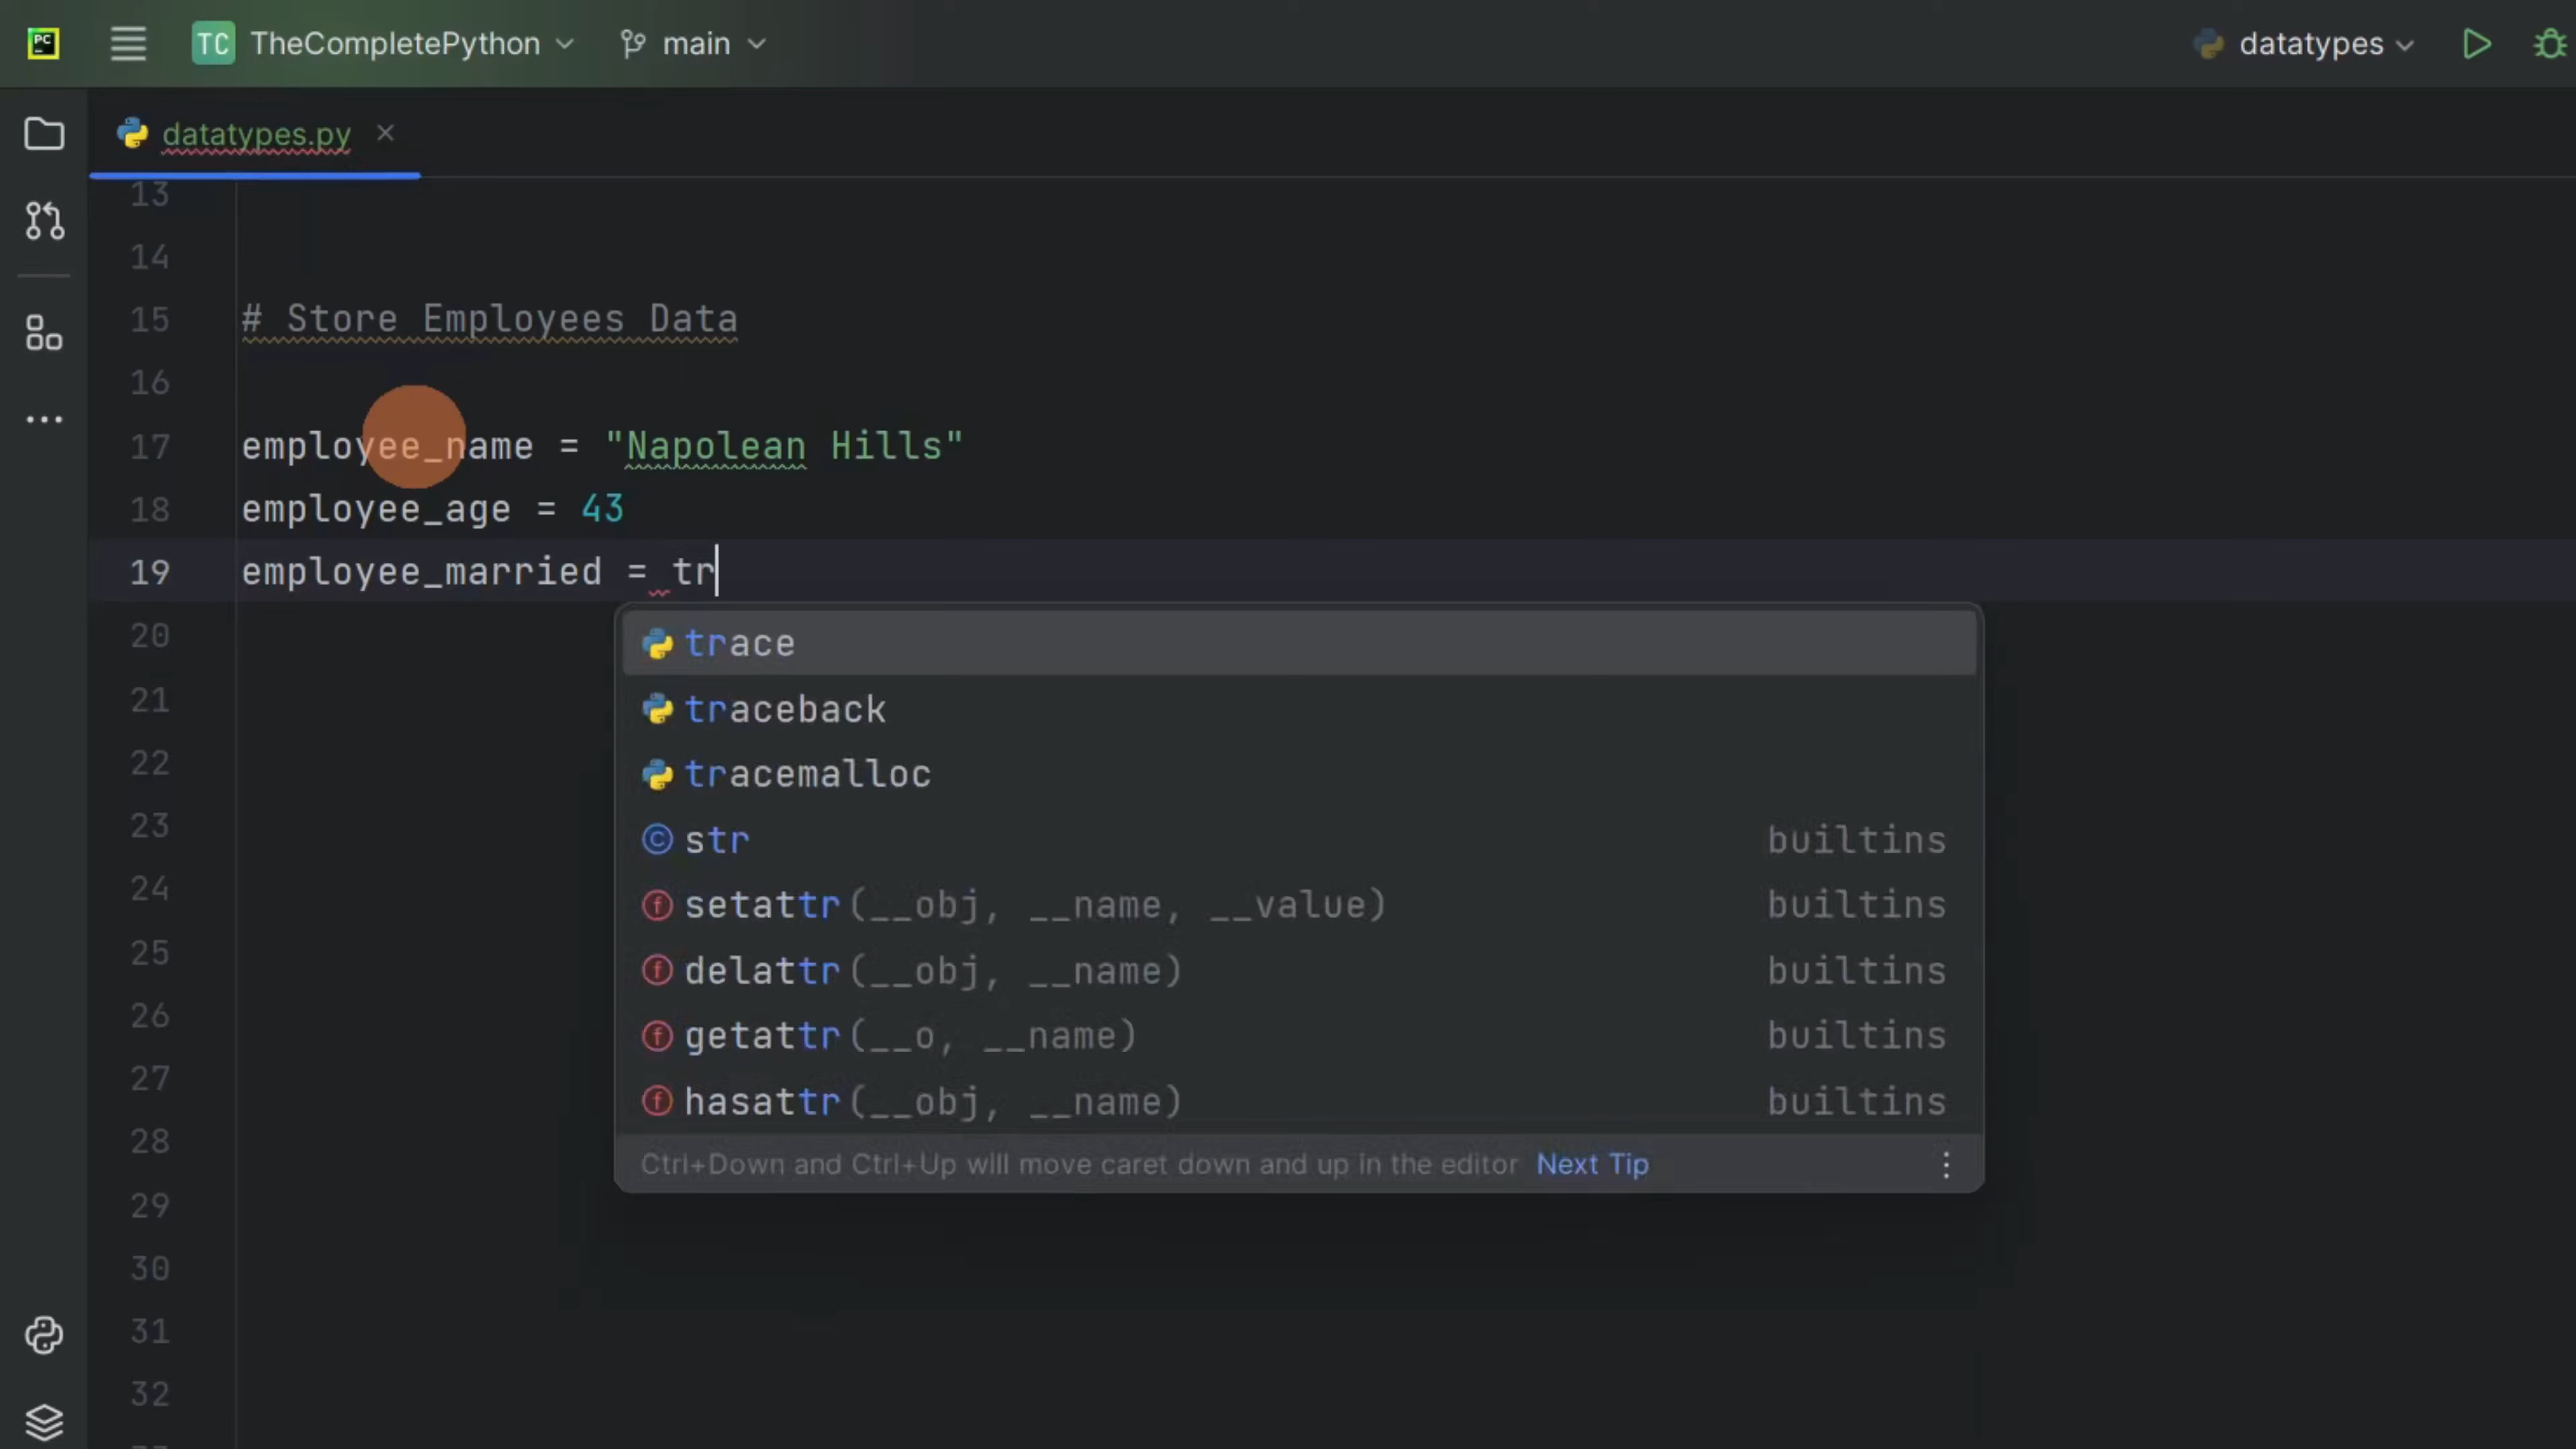 PC
TC TheCompletePython main datatypes
datatypes.py
13
14
15 # Store Employees Data
16
17 employee_name = "Napolean Hills"
18 employee_age = 43
19 employee_married = tr
20 trace
21 traceback
22 tracemalloc
23 str builtins
24 setattr(__obj, __name, __value) builtins
25 delattr(__obj, __name) builtins
26 getattr(__o, __name) builtins
27 hasattr(__obj, __name) builtins
28 Ctrl+Down and Ctrl+Up will move caret down and up in the editor Next Tip
29
30
31
32